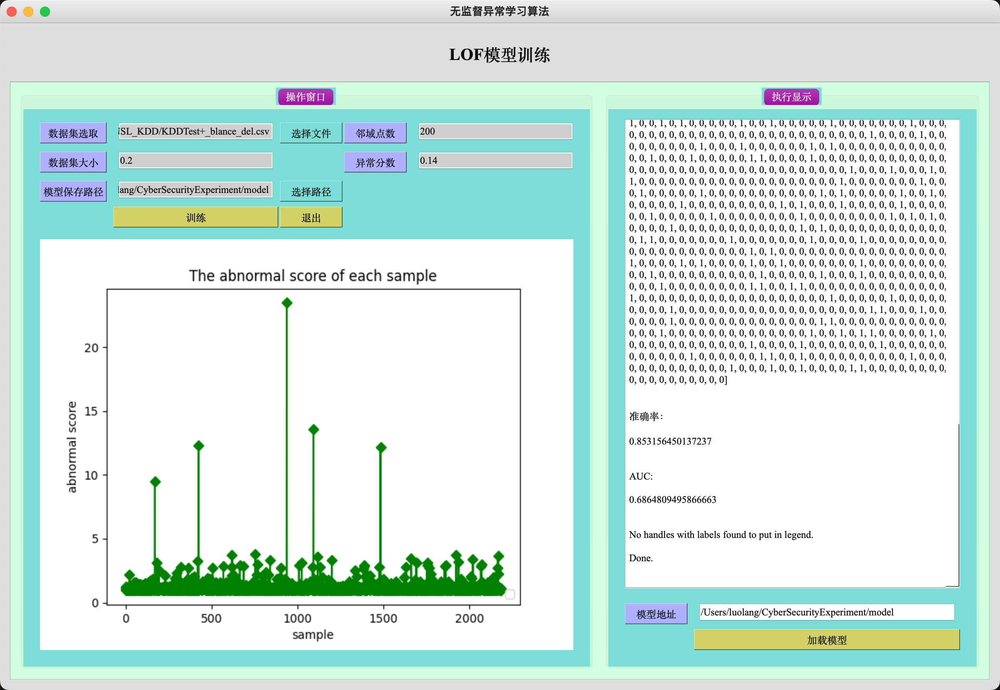 无监督异常学习算法
LOF模型训练
操作窗口
数据集选取
SL_KDD/KDDTest+_blance_del.csv
选择文件
邻域点数
200
数据集大小
0.2
异常分数
0.14
模型保存路径
lang/CyberSecurityExperiment/model
选择路径
训练
退出
The abnormal score of each sample
20
15
10
5
0
abnormal score
0 500 1000 1500 2000
sample
执行显示
1, 0, 0, 1, 0, 1, 0, 0, 0, 0, 0, 1, 0, 0, 1, 0, 0, 0, 0, 0, 1, 0, 0, 0, 0, 0, 0, 0, 1, 0, 0, 0,
0, 0, 0, 0, 0, 0, 0, 0, 0, 0, 0, 0, 0, 0, 0, 0, 0, 0, 0, 0, 0, 0, 0, 0, 1, 0, 0, 0, 0, 1, 0, 0,
0, 0, 0, 0, 0, 0, 0, 1, 0, 0, 0, 1, 0, 0, 0, 0, 0, 0, 1, 0, 1, 0, 0, 0, 0, 0, 0, 0, 0, 0, 0, 0,
0, 0, 1, 0, 0, 0, 1, 0, 0, 0, 0, 0, 1, 1, 0, 0, 0, 0, 1, 0, 0, 0, 0, 0, 0, 0, 0, 0, 0, 0, 0, 0,
0, 0, 0, 0, 0, 0, 0, 0, 0, 0, 0, 0, 0, 0, 0, 0, 0, 0, 0, 0, 0, 0, 1, 0, 0, 0, 1, 0, 0, 0, 1, 0,
1, 0, 0, 0, 0, 0, 0, 0, 0, 0, 0, 0, 0, 0, 0, 0, 0, 0, 0, 0, 0, 1, 0, 0, 0, 0, 0, 0, 0, 1, 0, 0,
0, 1, 0, 0, 0, 0, 0, 1, 0, 0, 0, 0, 0, 0, 0, 0, 0, 0, 0, 1, 0, 1, 0, 0, 0, 0, 0, 1, 0, 0, 1, 0,
0, 0, 0, 0, 0, 1, 0, 0, 0, 0, 0, 0, 0, 0, 0, 1, 0, 1, 0, 0, 0, 1, 0, 0, 0, 0, 0, 1, 0, 0, 0, 0,
0, 0, 1, 0, 0, 0, 0, 0, 1, 0, 0, 0, 0, 0, 0, 0, 0, 1, 0, 0, 0, 0, 0, 0, 0, 0, 1, 0, 1, 0, 1, 0,
0, 0, 0, 0, 1, 0, 0, 0, 0, 0, 0, 0, 0, 0, 0, 0, 0, 1, 0, 1, 0, 0, 0, 0, 0, 0, 0, 0, 0, 0, 0, 0,
0, 1, 1, 0, 0, 0, 0, 0, 0, 0, 1, 0, 0, 0, 0, 0, 0, 0, 1, 0, 0, 0, 0, 1, 0, 0, 0, 0, 0, 0, 0, 0,
0, 0, 0, 0, 0, 0, 0, 0, 0, 0, 0, 0, 1, 0, 1, 0, 0, 0, 0, 0, 0, 0, 0, 0, 0, 0, 0, 0, 0, 0, 0, 0,
1, 0, 0, 0, 0, 1, 0, 1, 0, 0, 0, 0, 1, 0, 0, 1, 0, 0, 0, 0, 0, 0, 0, 1, 0, 0, 0, 0, 0, 0, 0, 0,
0, 0, 1, 0, 0, 0, 0, 0, 0, 0, 0, 0, 0, 1, 0, 0, 0, 0, 0, 1, 0, 0, 0, 1, 0, 0, 0, 0, 0, 0, 0, 0,
0, 0, 0, 1, 0, 0, 0, 0, 0, 0, 0, 0, 1, 1, 0, 0, 1, 1, 0, 0, 0, 0, 0, 0, 0, 0, 0, 0, 0, 0, 0, 0,
1, 0, 0, 0, 0, 0, 0, 0, 0, 0, 0, 0, 0, 0, 0, 0, 0, 0, 0, 0, 1, 0, 0, 0, 0, 0, 1, 0, 0, 0, 0, 0,
0, 0, 0, 0, 1, 0, 0, 0, 0, 0, 0, 0, 0, 0, 0, 0, 0, 0, 0, 0, 0, 0, 0, 0, 1, 1, 0, 0, 0, 1, 0, 0,
0, 0, 0, 0, 1, 0, 0, 0, 0, 0, 0, 0, 0, 0, 0, 0, 0, 0, 0, 1, 1, 0, 0, 0, 0, 0, 0, 0, 0, 0, 0, 0,
0, 0, 0, 1, 0, 0, 0, 0, 0, 0, 0, 0, 0, 0, 0, 0, 0, 0, 1, 0, 0, 1, 0, 1, 1, 0, 0, 0, 0, 0, 1, 0,
0, 0, 0, 0, 0, 0, 0, 0, 0, 0, 0, 0, 1, 0, 0, 0, 0, 1, 0, 0, 0, 0, 0, 0, 0, 1, 0, 0, 0, 0, 0, 0,
0, 0, 0, 0, 0, 0, 1, 0, 0, 0, 0, 0, 0, 1, 1, 0, 0, 1, 0, 0, 0, 0, 0, 0, 0, 0, 0, 0, 1, 0, 0, 0,
0, 0, 0, 0, 0, 0, 0, 0, 0, 0, 1, 0, 0, 0, 1, 0, 0, 1, 0, 0, 0, 0, 1, 1, 0, 0, 0, 0, 0, 0, 0, 0,
0, 0, 0, 0, 0, 0, 0, 0, 0, 0]
准确率:
0.853156450137237
AUC:
0.6864809495866663
No handles with labels found to put in legend.
Done.
模型地址
/Users/luolang/CyberSecurityExperiment/model
加载模型